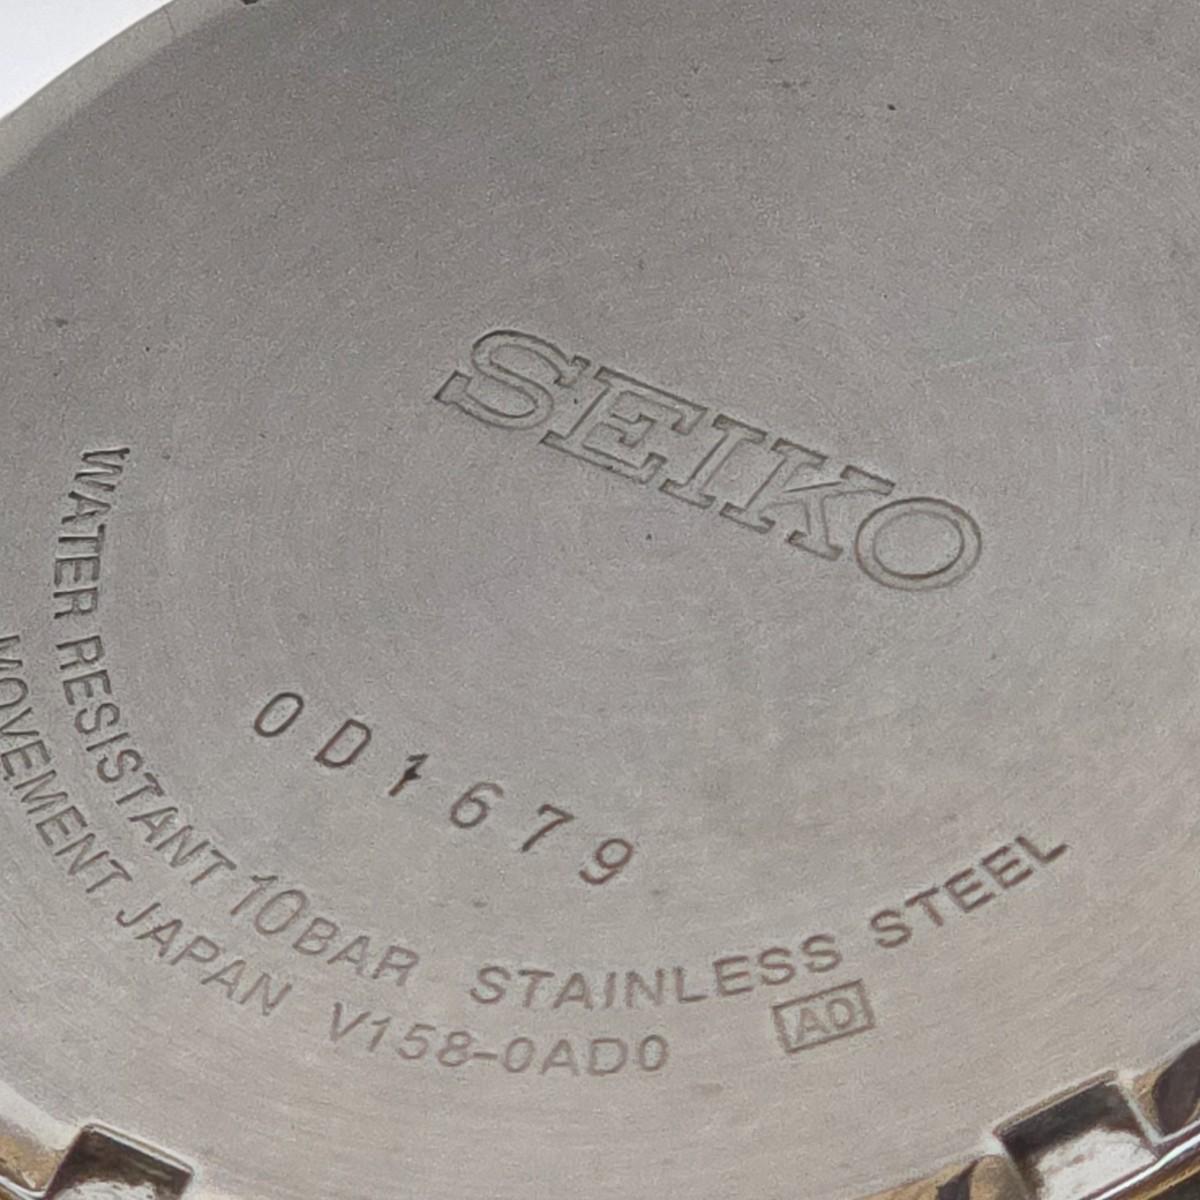 SEIKO
0D1679
WATER RESISTANT 10BAR STAINLESS STEEL
MOVEMENT JAPAN V158-0AD0 AD